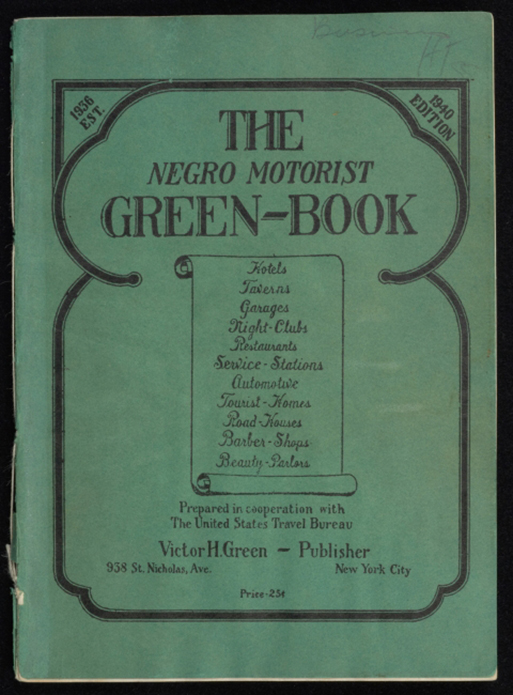 1936
EST.
1940
EDITION
THE
NEGRO MOTORIST
GREEN-BOOK
Hotels
Taverns
Garages
Night-Clubs
Restaurants
Service-Stations
Automotive
Tourist-Homes
Road-Houses
Barber-Shops
Beauty-Parlors
Prepared in cooperation with
The United States Travel Bureau
Victor H. Green - Publisher
938 St. Nicholas, Ave. New York City
Price-25¢